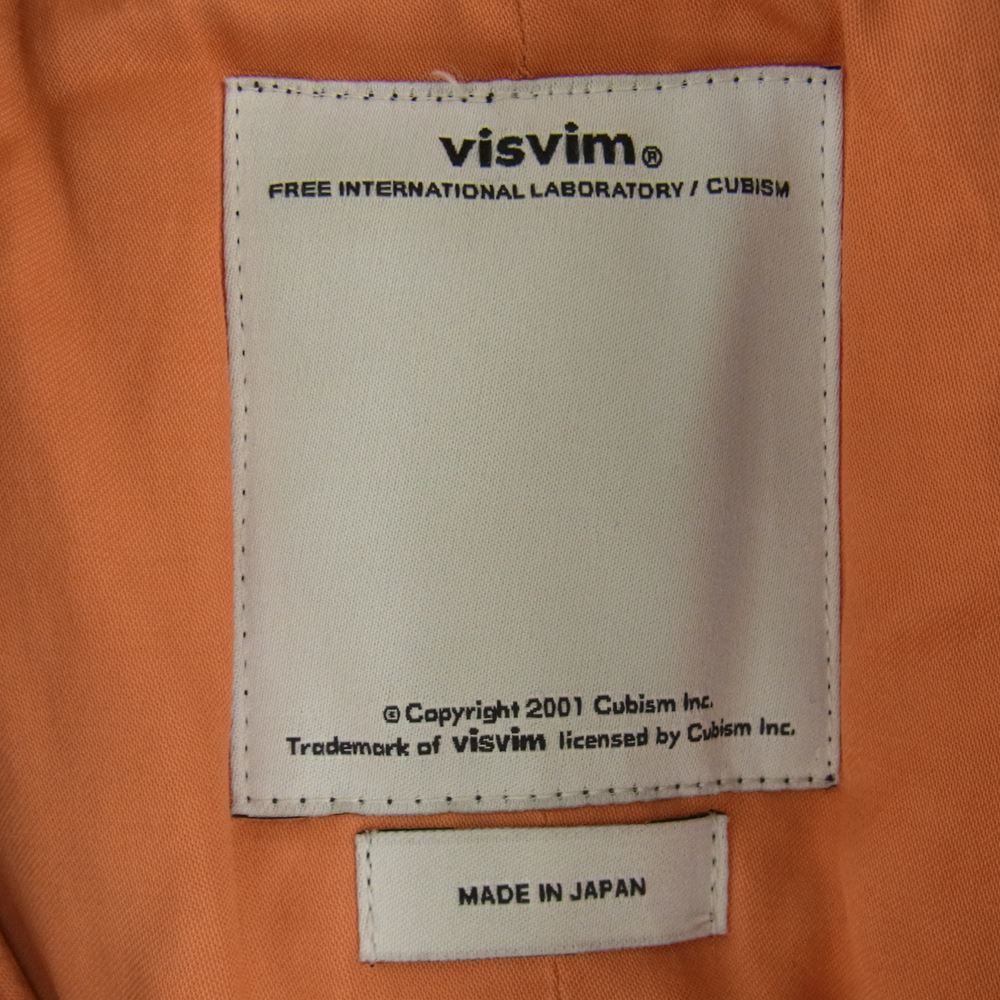 visvim®
FREE INTERNATIONAL LABORATORY / CUBISM
© Copyright 2001 Cubism Inc.
Trademark of visvim licensed by Cubism Inc.
MADE IN JAPAN